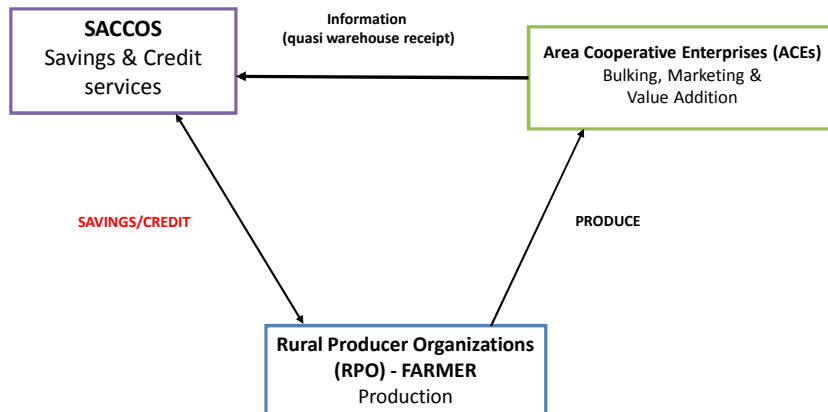 SACCOS
Savings & Credit
services
Information
(quasi warehouse receipt)
Area Cooperative Enterprises (ACEs)
Bulking, Marketing &
Value Addition
SAVINGS/CREDIT
PRODUCE
Rural Producer Organizations
(RPO) - FARMER
Production